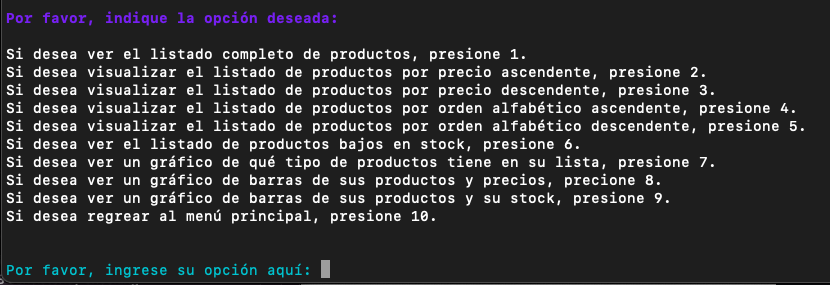 Por favor, indique la opción deseada:
Si desea ver el listado completo de productos, presione 1.
Si desea visualizar el listado de productos por precio ascendente, presione 2.
Si desea visualizar el listado de productos por precio descendente, presione 3.
Si desea visualizar el listado de productos por orden alfabético ascendente, presione 4.
Si desea visualizar el listado de productos por orden alfabético descendente, presione 5.
Si desea ver el listado de productos bajos en stock, presione 6.
Si desea ver un gráfico de qué tipo de productos tiene en su lista, presione 7.
Si desea ver un gráfico de barras de sus productos y precios, precione 8.
Si desea ver un gráfico de barras de sus productos y su stock, presione 9.
Si desea regrear al menú principal, presione 10.
Por favor, ingrese su opción aquí: